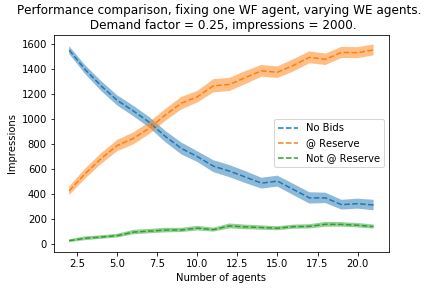 Performance comparison, fixing one WF agent, varying WE agents.
Demand factor = 0.25, impressions = 2000.
1600
1400
1200
1000
800
600
400
200
0
Impressions
No Bids
@ Reserve
Not @ Reserve
2.5 5.0 7.5 10.0 12.5 15.0 17.5 20.0
Number of agents